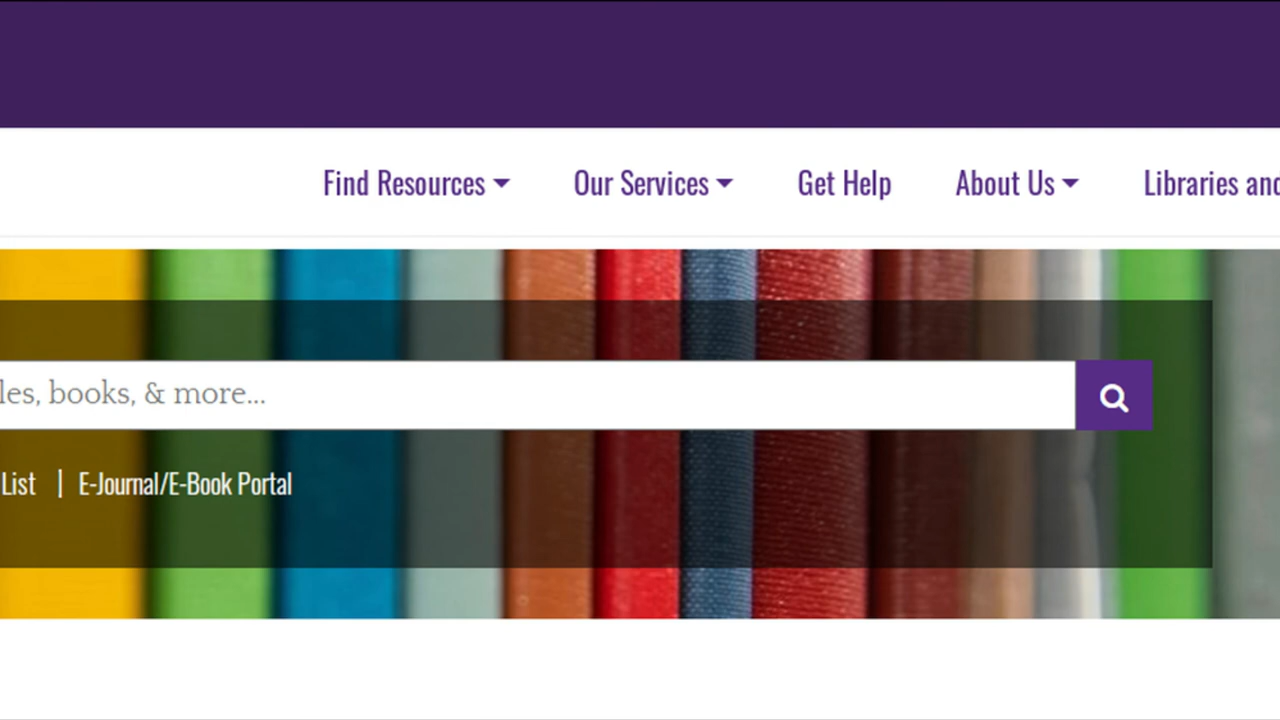 Find Resources
Our Services
Get Help
About Us
Libraries and
les, books, & more...
List | E-Journal/E-Book Portal